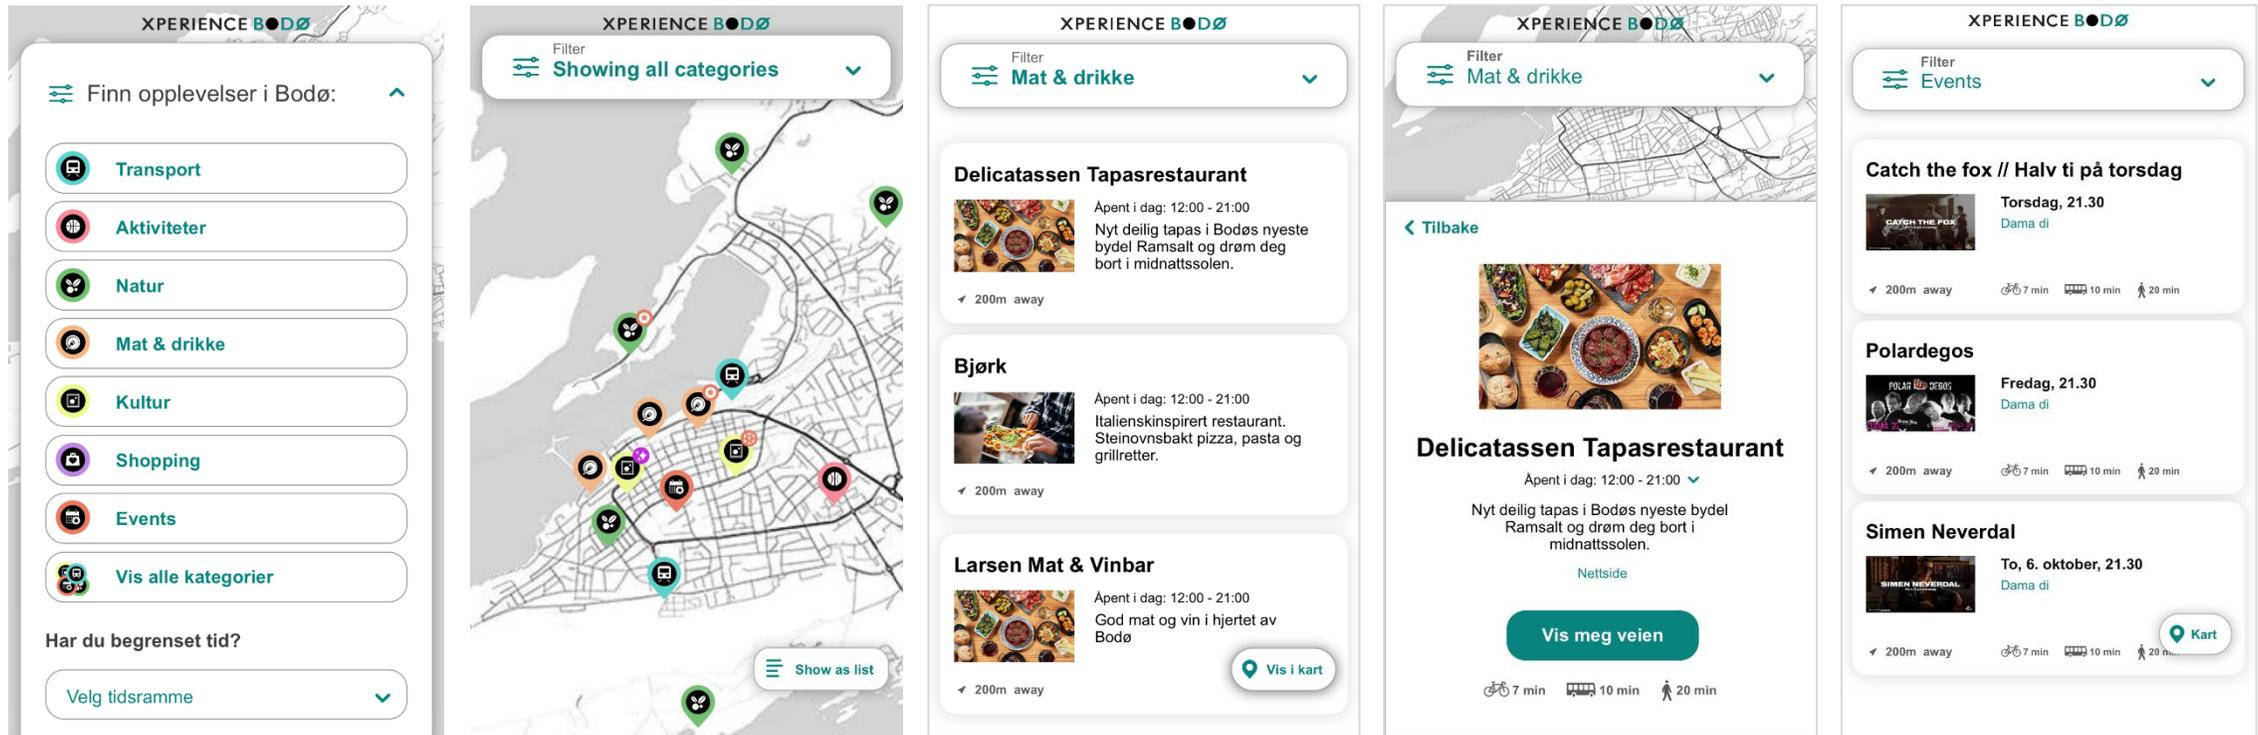 XPERIENCE BODØ
Finn opplevelser i Bodø:
Transport
Aktiviteter
Natur
Mat & drikke
Kultur
Shopping
Events
Vis alle kategorier
Har du begrenset tid?
Velg tidsramme
XPERIENCE BODØ
Filter
Showing all categories
Show as list
XPERIENCE BODØ
Filter
Mat & drikke
Delicatassen Tapasrestaurant
Åpent i dag: 12:00 - 21:00
Nyt deilig tapas i Bodøs nyeste
bydel Ramsalt og drøm deg
bort i midnattssolen.
200m away
Bjørk
Åpent i dag: 12:00 - 21:00
Italienskinspirert restaurant.
Steinovnsbakt pizza, pasta og
grillretter.
200m away
Larsen Mat & Vinbar
Åpent i dag: 12:00 - 21:00
God mat og vin i hjertet av
Bodø
Vis i kart
200m away
XPERIENCE BODØ
Filter
Mat & drikke
Tilbake
Delicatassen Tapasrestaurant
Åpent i dag: 12:00 - 21:00
Nyt deilig tapas i Bodøs nyeste bydel
Ramsalt og drøm deg bort i
midnattssolen.
Nettside
Vis meg veien
7 min 10 min 20 min
XPERIENCE BODØ
Filter
Events
Catch the fox // Halv ti på torsdag
CATCH THE FOX
Torsdag, 21.30
Dama di
200m away 7 min 10 min 20 min
Polardegos
POLAR DEGOS
Fredag, 21.30
Dama di
200m away 7 min 10 min 20 min
Simen Neverdal
SIMEN NEVERDAL
To, 6. oktober, 21.30
Dama di
Kart
200m away 7 min 10 min 20